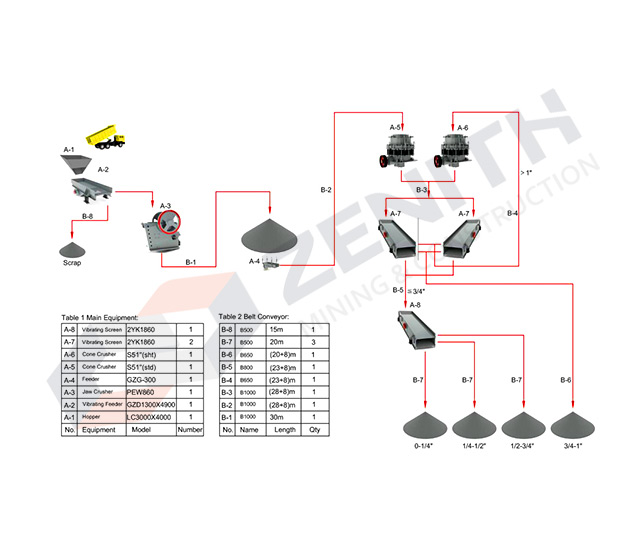 A-1
A-2
B-8
Scrap
A-3
B-1
A-4
B-2
A-5
A-6
B-3
> 1"
B-4
A-7
A-7
B-5
≤ 3/4"
A-8
B-7
B-7
B-7
B-6
0-1/4"
1/4-1/2"
1/2-3/4"
3/4-1"
ZENITH
MINING & CONSTRUCTION
Table 1 Main Equipment:
A-8 Vibrating Screen 2YK1860 1
A-7 Vibrating Screen 2YK1860 2
A-6 Cone Crusher S51"(sht) 1
A-5 Cone Crusher S51"(std) 1
A-4 Feeder GZG-300 1
A-3 Jaw Crusher PEW860 1
A-2 Vibrating Feeder GZD1300X4900 1
A-1 Hopper LC3000X4000 1
No. Equipment Model Number
Table 2 Belt Conveyor:
B-8 B500 15m 1
B-7 B500 20m 3
B-6 B650 (20+8)m 1
B-5 B800 (23+8)m 1
B-4 B650 (23+8)m 1
B-3 B1000 (28+8)m 1
B-2 B1000 (28+8)m 1
B-1 B1000 30m 1
No. Name Length Qty